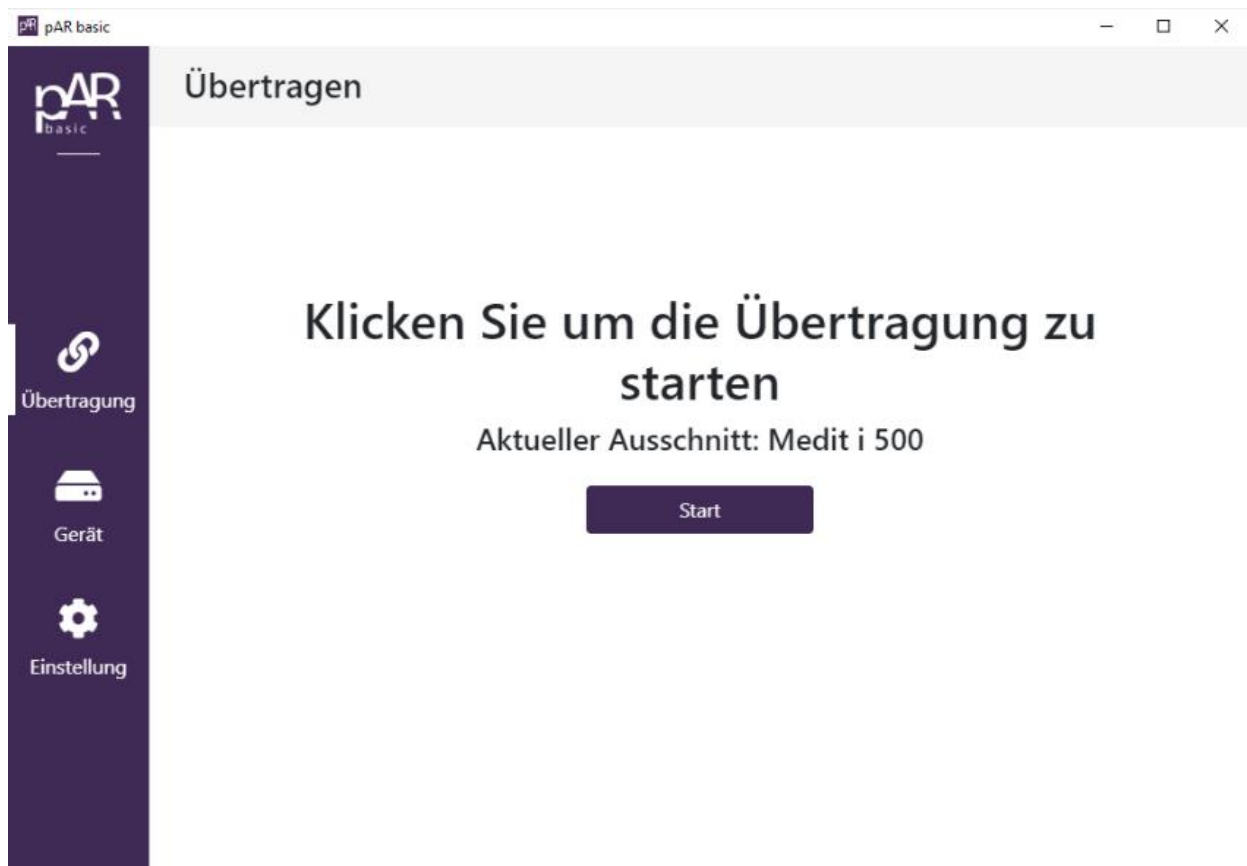 pAR basic
pAR
basic
Übertragen
Klicken Sie um die Übertragung zu
starten
Aktueller Ausschnitt: Medit i 500
Start
Übertragung
Gerät
Einstellung